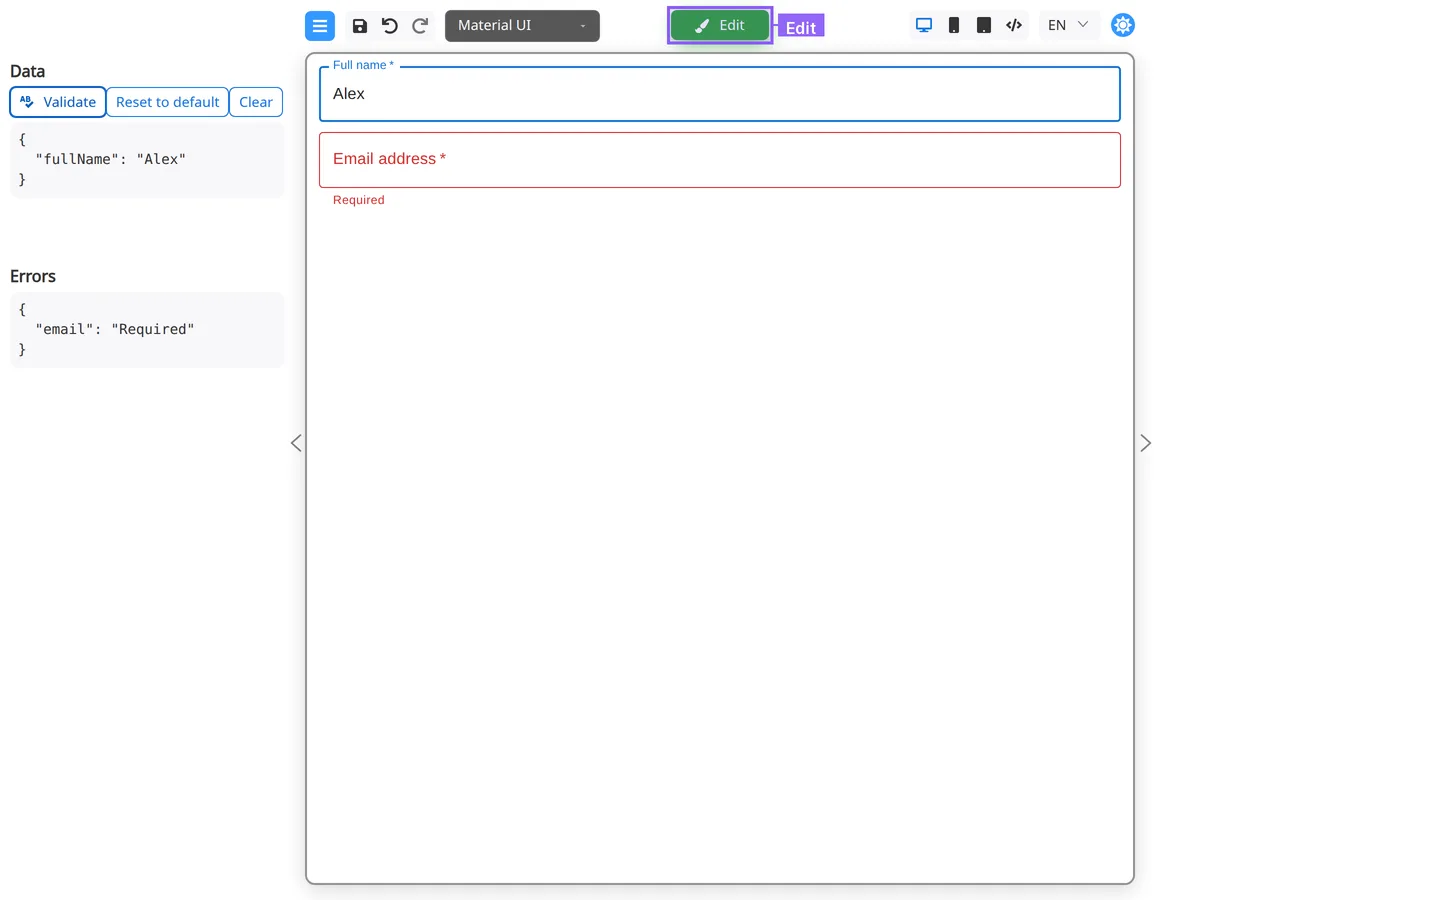 Material UI
Edit
Edit
EN
Data
Validate
Reset to default
Clear
{
"fullName": "Alex"
}
Errors
{
"email": "Required"
}
Full name *
Alex
Email address *
Required